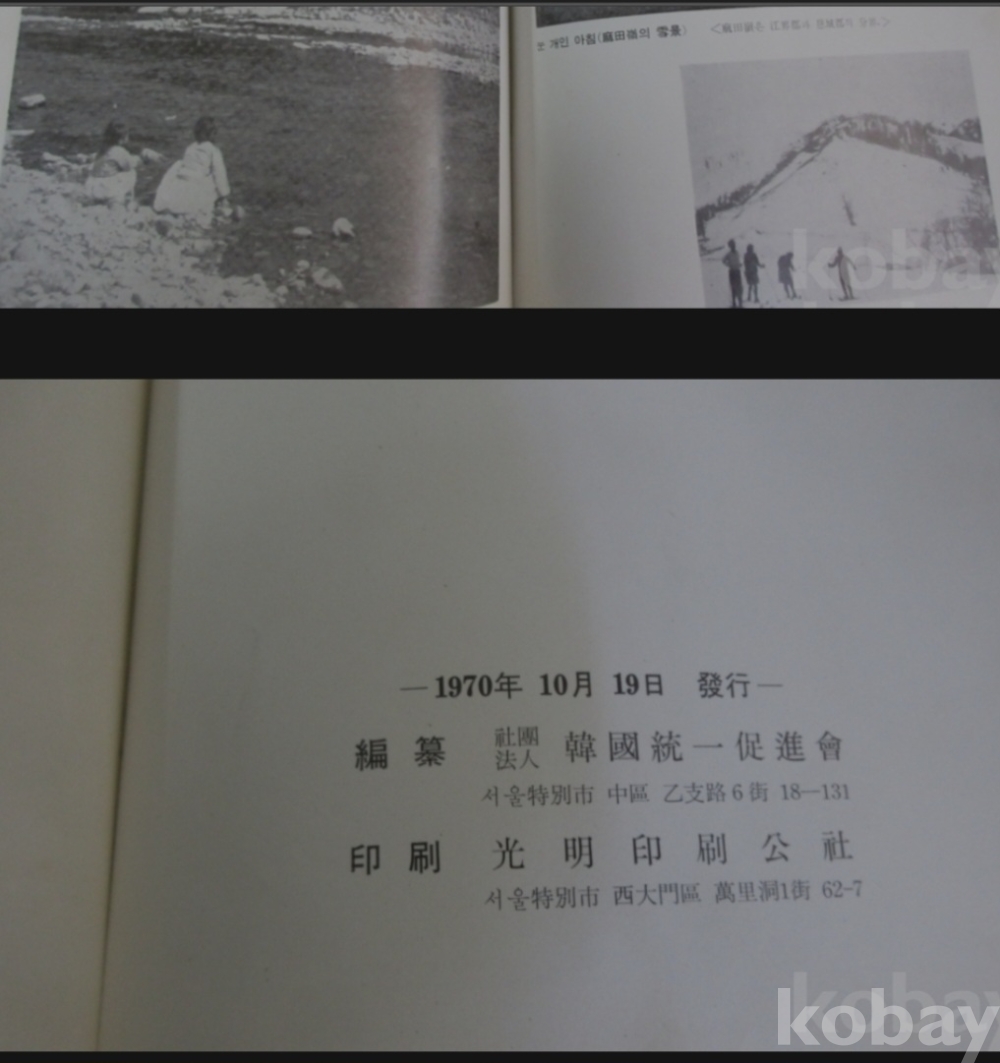 개인 아침(麻田嶺의 雪景)
kobay
—1970年 10月 19日 發行—
編纂 社團法人 韓國統一促進會
서울特別市 中區 乙支路6街 18—131
印刷 光明印刷公社
서울特別市 西大門區 萬里洞1街 62-7
kobay